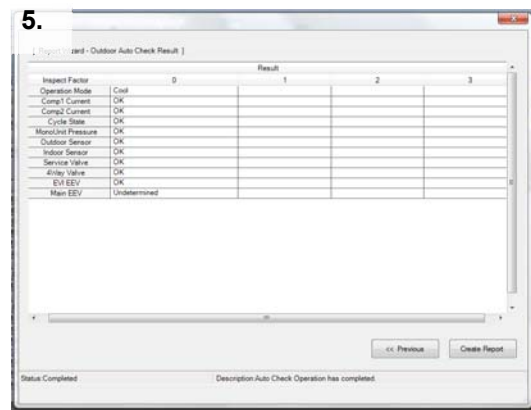 5.
[ Report Wizard - Outdoor Auto Check Result ]
Result
Inspect Factor 0 1 2 3
Operation Mode Cool
Comp1 Current OK
Comp2 Current OK
Cycle State OK
MonoUnit Pressure OK
Outdoor Sensor OK
Indoor Sensor OK
Service Valve OK
4Way Valve OK
EVI EEV OK
Main EEV Undetermined
<< Previous Create Report
Status:Completed Description:Auto Check Operation has completed.